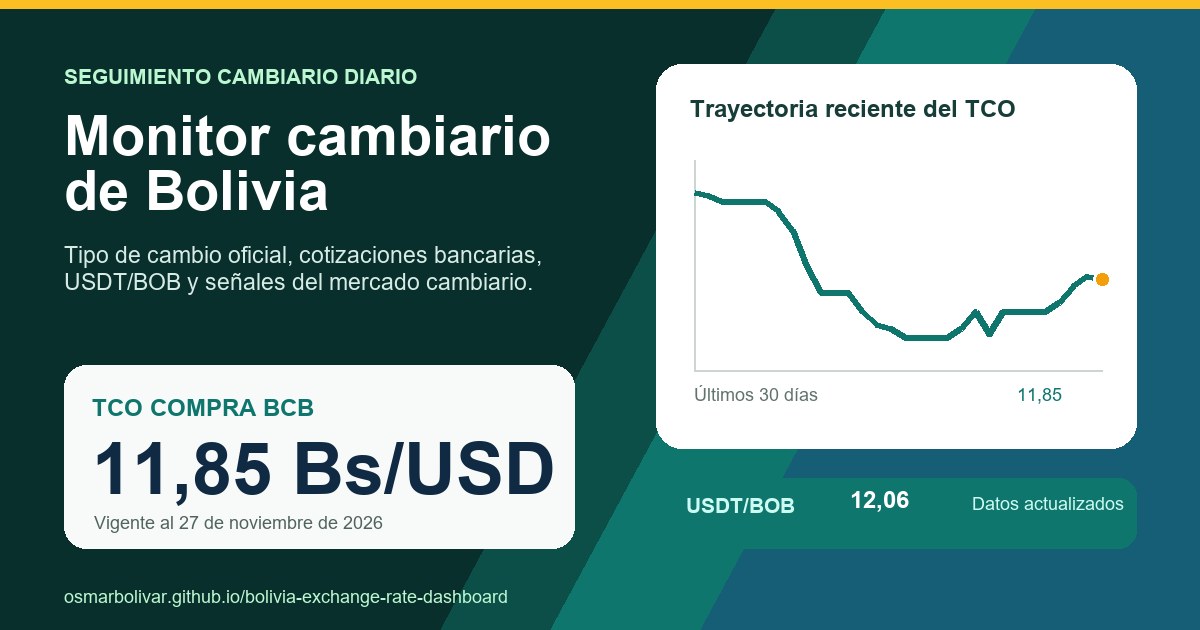 SEGUIMIENTO CAMBIARIO DIARIO
Monitor cambiario
de Bolivia
Tipo de cambio oficial, cotizaciones bancarias,
USDT/BOB y señales del mercado cambiario.
TCO COMPRA BCB
11,85 Bs/USD
Vigente al 27 de noviembre de 2026
osmarbolivar.github.io/bolivia-exchange-rate-dashboard
Trayectoria reciente del TCO
Últimos 30 días
11,85
USDT/BOB
12,06
Datos actualizados